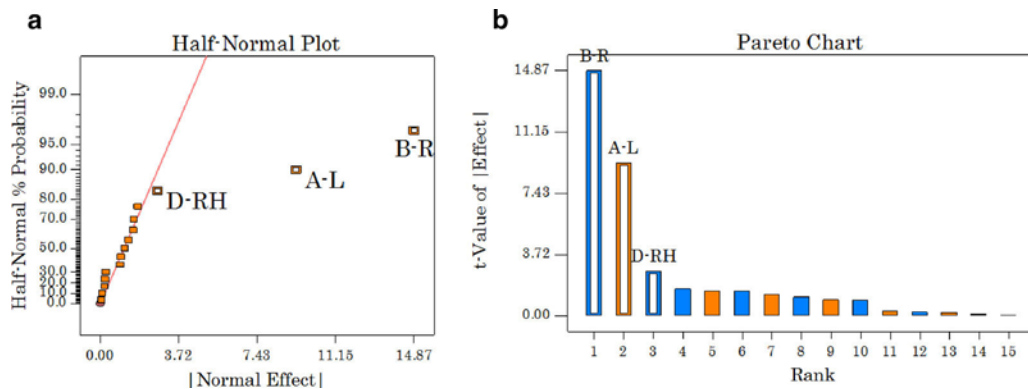 a
Half-Normal Plot
Half-Normal % Probability
99.0
95.0
90.0
80.0
70.0
50.0
30.0
20.0
10.0
0.0
B-R
A-L
D-RH
0.00 3.72 7.43 11.15 14.87
|Normal Effect|
b
Pareto Chart
t-Value of |Effect|
14.87
11.15
7.43
3.72
0.00
B-R
A-L
D-RH
1 2 3 4 5 6 7 8 9 10 11 12 13 14 15
Rank